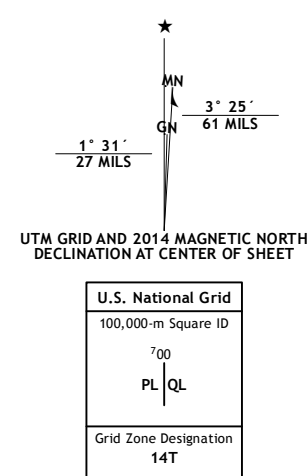 MN
GN
3° 25´
61 MILS
1° 31´
27 MILS
UTM GRID AND 2014 MAGNETIC NORTH
DECLINATION AT CENTER OF SHEET
U.S. National Grid
100,000-m Square ID
⁷00
PL QL
Grid Zone Designation
14T